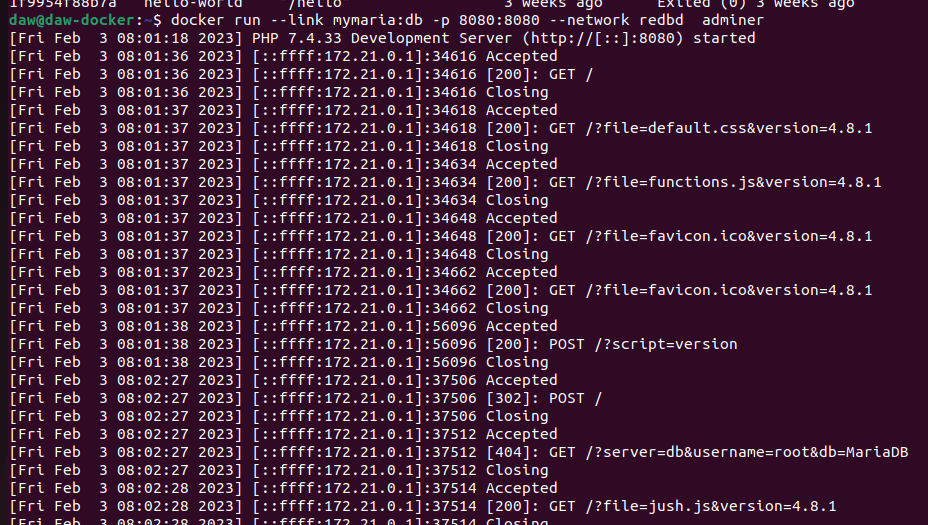 1f9954f88b7a hello-world "/hello" 3 weeks ago Exited (0) 3 weeks ago
daw@daw-docker:~$ docker run --link mymaria:db -p 8080:8080 --network redbd  adminer
[Fri Feb  3 08:01:18 2023] PHP 7.4.33 Development Server (http://[::]:8080) started
[Fri Feb  3 08:01:36 2023] [::ffff:172.21.0.1]:34616 Accepted
[Fri Feb  3 08:01:36 2023] [::ffff:172.21.0.1]:34616 [200]: GET /
[Fri Feb  3 08:01:36 2023] [::ffff:172.21.0.1]:34616 Closing
[Fri Feb  3 08:01:37 2023] [::ffff:172.21.0.1]:34618 Accepted
[Fri Feb  3 08:01:37 2023] [::ffff:172.21.0.1]:34618 [200]: GET /?file=default.css&version=4.8.1
[Fri Feb  3 08:01:37 2023] [::ffff:172.21.0.1]:34618 Closing
[Fri Feb  3 08:01:37 2023] [::ffff:172.21.0.1]:34634 Accepted
[Fri Feb  3 08:01:37 2023] [::ffff:172.21.0.1]:34634 [200]: GET /?file=functions.js&version=4.8.1
[Fri Feb  3 08:01:37 2023] [::ffff:172.21.0.1]:34634 Closing
[Fri Feb  3 08:01:37 2023] [::ffff:172.21.0.1]:34648 Accepted
[Fri Feb  3 08:01:37 2023] [::ffff:172.21.0.1]:34648 [200]: GET /?file=favicon.ico&version=4.8.1
[Fri Feb  3 08:01:37 2023] [::ffff:172.21.0.1]:34648 Closing
[Fri Feb  3 08:01:37 2023] [::ffff:172.21.0.1]:34662 Accepted
[Fri Feb  3 08:01:37 2023] [::ffff:172.21.0.1]:34662 [200]: GET /?file=favicon.ico&version=4.8.1
[Fri Feb  3 08:01:37 2023] [::ffff:172.21.0.1]:34662 Closing
[Fri Feb  3 08:01:38 2023] [::ffff:172.21.0.1]:56096 Accepted
[Fri Feb  3 08:01:38 2023] [::ffff:172.21.0.1]:56096 [200]: POST /?script=version
[Fri Feb  3 08:01:38 2023] [::ffff:172.21.0.1]:56096 Closing
[Fri Feb  3 08:02:27 2023] [::ffff:172.21.0.1]:37506 Accepted
[Fri Feb  3 08:02:27 2023] [::ffff:172.21.0.1]:37506 [302]: POST /
[Fri Feb  3 08:02:27 2023] [::ffff:172.21.0.1]:37506 Closing
[Fri Feb  3 08:02:27 2023] [::ffff:172.21.0.1]:37512 Accepted
[Fri Feb  3 08:02:27 2023] [::ffff:172.21.0.1]:37512 [404]: GET /?server=db&username=root&db=MariaDB
[Fri Feb  3 08:02:27 2023] [::ffff:172.21.0.1]:37512 Closing
[Fri Feb  3 08:02:28 2023] [::ffff:172.21.0.1]:37514 Accepted
[Fri Feb  3 08:02:28 2023] [::ffff:172.21.0.1]:37514 [200]: GET /?file=jush.js&version=4.8.1
[Fri Feb  3 08:02:28 2023] [::ffff:172.21.0.1]:37514 Closing